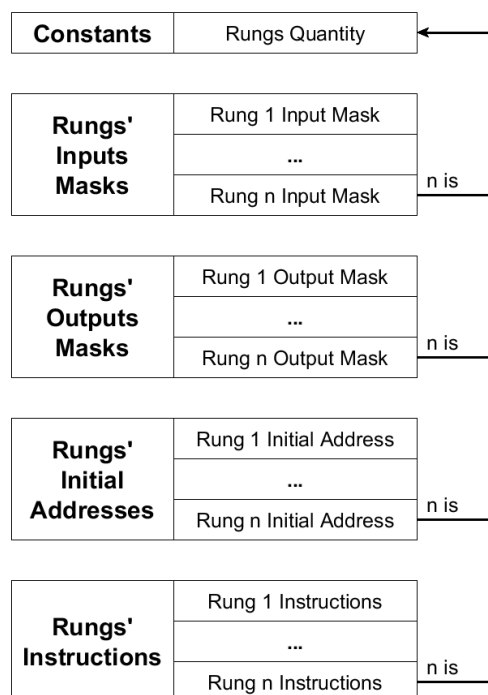 Constants
Rungs Quantity
Rungs'
Inputs
Masks
Rung 1 Input Mask
...
Rung n Input Mask
n is
Rungs'
Outputs
Masks
Rung 1 Output Mask
...
Rung n Output Mask
n is
Rungs'
Initial
Addresses
Rung 1 Initial Address
...
Rung n Initial Address
n is
Rungs'
Instructions
Rung 1 Instructions
...
Rung n Instructions
n is